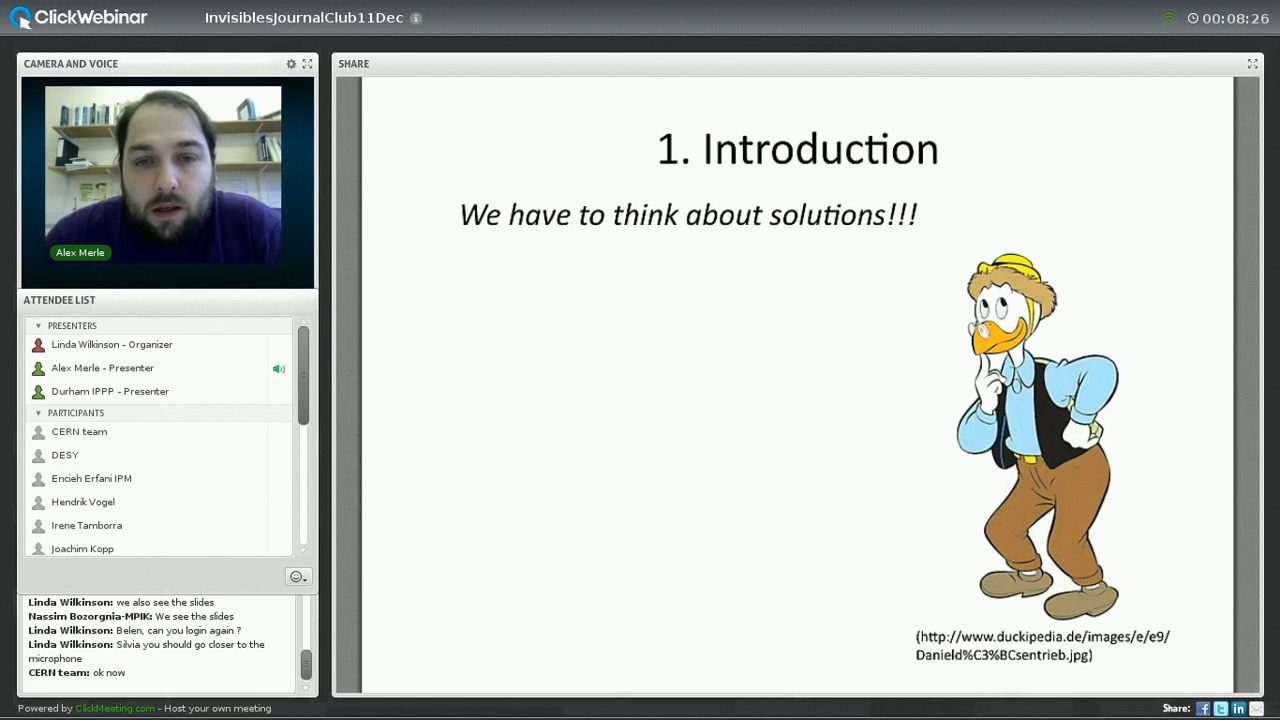 ClickWebinar
InvisiblesJournalClub11Dec
00:08:26
CAMERA AND VOICE
Alex Merle
ATTENDEE LIST
PRESENTERS
Linda Wilkinson - Organizer
Alex Merle - Presenter
Durham IPPP - Presenter
PARTICIPANTS
CERN team
DESY
Encieh Erfani IPM
Hendrik Vogel
Irene Tamborra
Joachim Kopp
Linda Wilkinson: we also see the slides
Nassim Bozorgnia-MPIK: We see the slides
Linda Wilkinson: Belen, can you login again ?
Linda Wilkinson: Silvia you should go closer to the
microphone
CERN team: ok now
SHARE
1. Introduction
We have to think about solutions!!!
(http://www.duckipedia.de/images/e/e9/
Danield%C3%BCsentrieb.jpg)
Powered by ClickMeeting.com - Host your own meeting
Share: